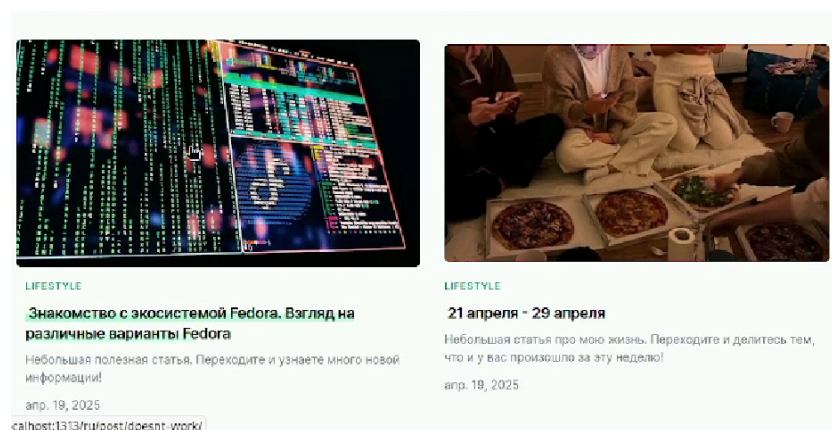 LIFESTYLE
Знакомство с экосистемой Fedora. Взгляд на
различные варианты Fedora
Небольшая полезная статья. Переходите и узнаете много новой
информации!
апр. 19, 2025
LIFESTYLE
21 апреля - 29 апреля
Небольшая статья про мою жизнь. Переходите и делитесь тем,
что и у вас произошло за эту неделю!
апр. 19, 2025
calhost:1313/ru/post/doesnt-work/